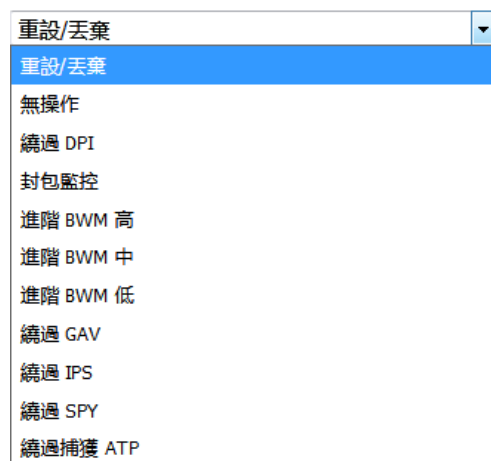 重設/丟棄
重設/丟棄
無操作
繞過 DPI
封包監控
進階 BWM 高
進階 BWM 中
進階 BWM 低
繞過 GAV
繞過 IPS
繞過 SPY
繞過捕獲 ATP